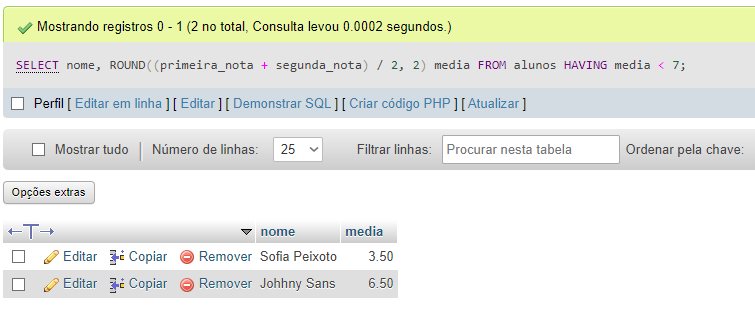 Mostrando registros 0 - 1 (2 no total, Consulta levou 0.0002 segundos.)
SELECT nome, ROUND((primeira_nota + segunda_nota) / 2, 2) media FROM alunos HAVING media < 7;
Perfil [ Editar em linha ] [ Editar ] [ Demonstrar SQL ] [ Criar código PHP ] [ Atualizar ]
Mostrar tudo | Número de linhas: 25 Filtrar linhas: Procurar nesta tabela Ordenar pela chave:
Opções extras
nome media
Editar Copiar Remover Sofia Peixoto 3.50
Editar Copiar Remover Johhny Sans 6.50